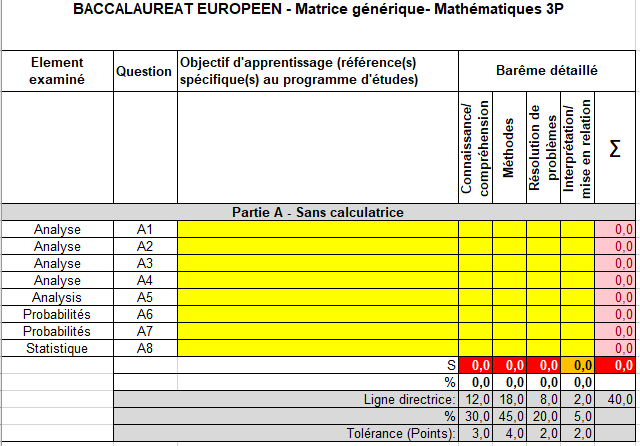 BACCALAUREAT EUROPEEN - Matrice générique- Mathématiques 3P
Element examiné Question Objectif d'apprentissage (référence(s) spécifique(s) au programme d'études) Barême détaillé
Connaissance/ compréhension Méthodes Résolution de problèmes Interprétation/ mise en relation Σ
Partie A - Sans calculatrice
Analyse A1 0,0
Analyse A2 0,0
Analyse A3 0,0
Analyse A4 0,0
Analysis A5 0,0
Probabilités A6 0,0
Probabilités A7 0,0
Statistique A8 0,0
S 0,0 0,0 0,0 0,0 0,0
% 0,0 0,0 0,0 0,0
Ligne directrice: 12,0 18,0 8,0 2,0 40,0
% 30,0 45,0 20,0 5,0
Tolérance (Points): 3,0 4,0 2,0 2,0